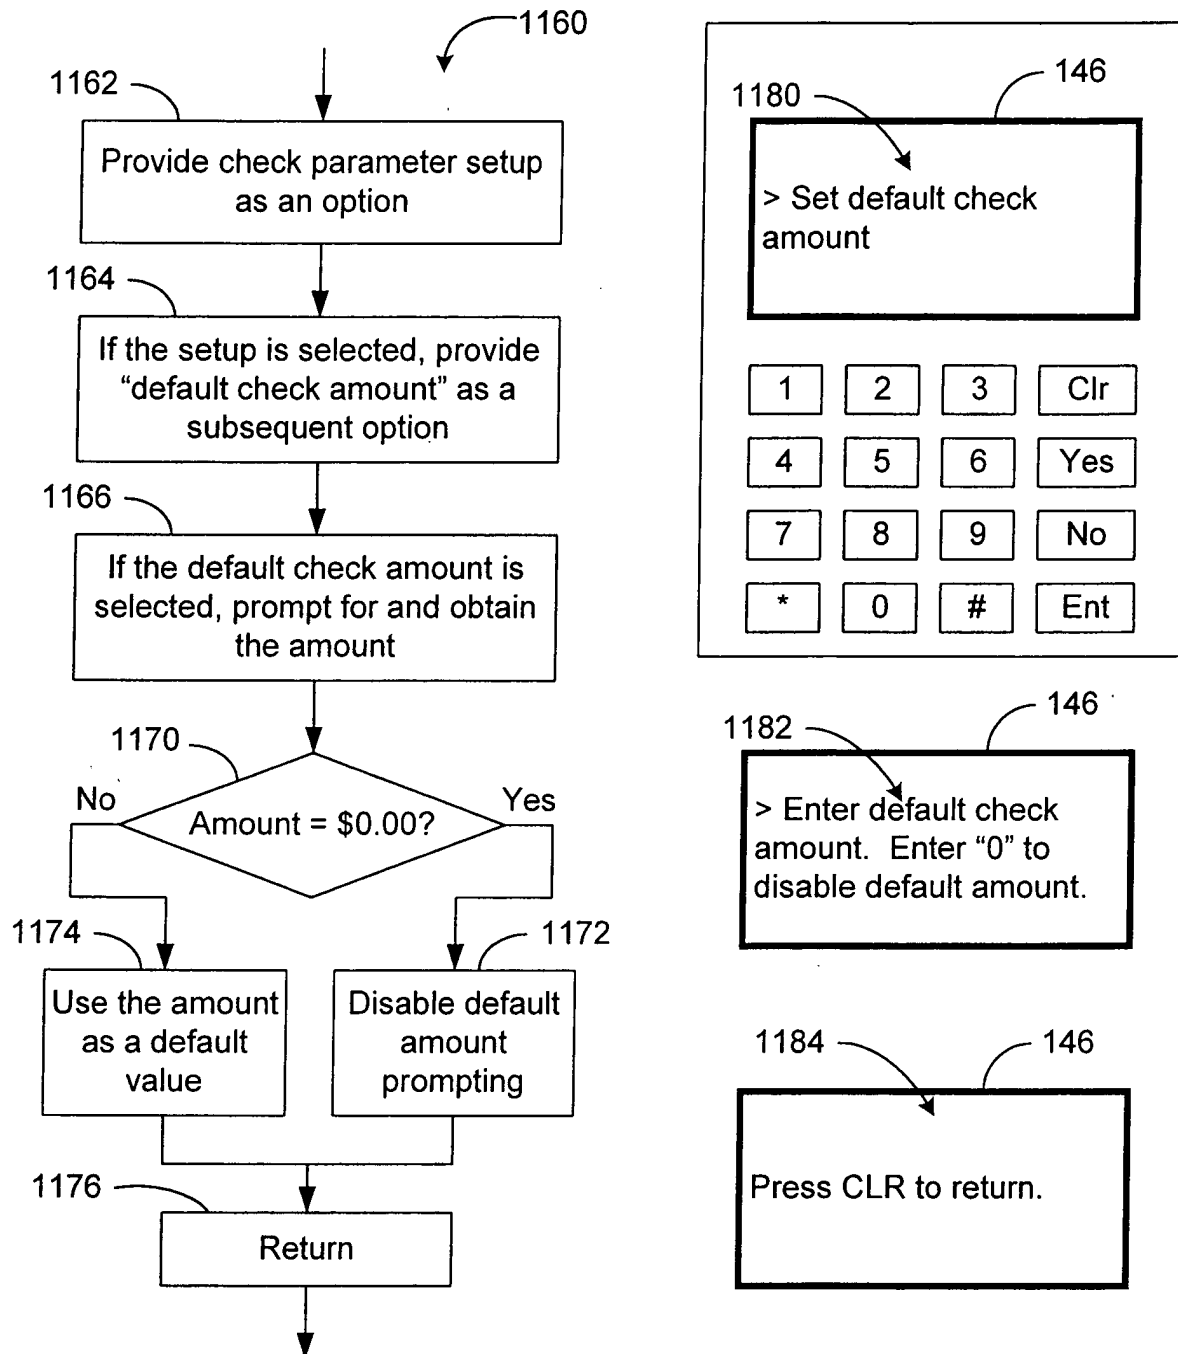 1160
1162
Provide check parameter setup
as an option
1164
If the setup is selected, provide
“default check amount” as a
subsequent option
1166
If the default check amount is
selected, prompt for and obtain
the amount
1170
No
Yes
Amount = $0.00?
1174
1172
Use the amount
as a default
value
Disable default
amount
prompting
1176
Return
146
1180
> Set default check
amount
1 2 3 Clr
4 5 6 Yes
7 8 9 No
* 0 # Ent
146
1182
> Enter default check
amount. Enter “0” to
disable default amount.
1184
146
Press CLR to return.